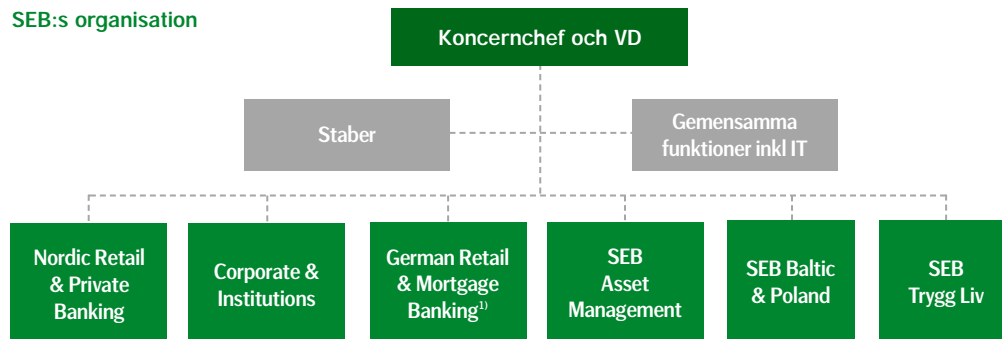 SEB:s organisation
Koncernchef och VD
Staber
Gemensamma
funktioner inkl IT
Nordic Retail
& Private
Banking
Corporate &
Institutions
German Retail
& Mortgage
Banking¹⁾
SEB
Asset
Management
SEB Baltic
& Poland
SEB
Trygg Liv